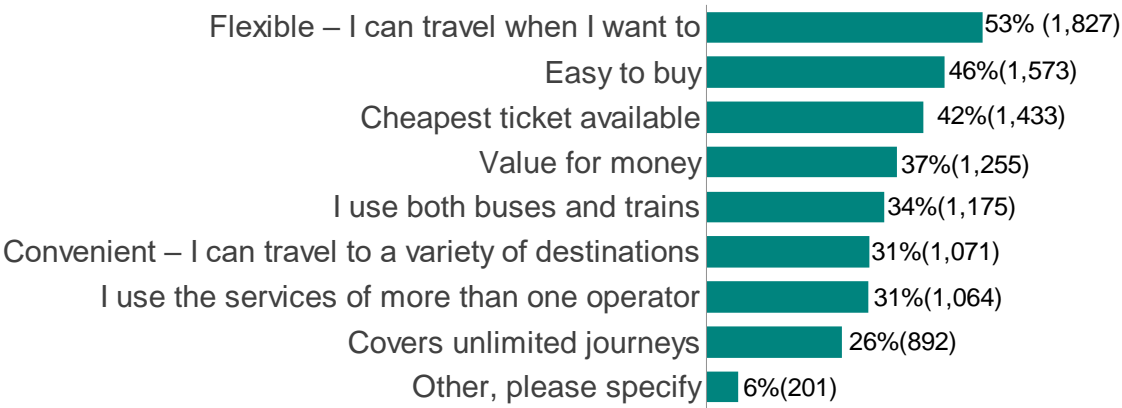 Flexible – I can travel when I want to 53% (1,827)
Easy to buy 46%(1,573)
Cheapest ticket available 42%(1,433)
Value for money 37%(1,255)
I use both buses and trains 34%(1,175)
Convenient – I can travel to a variety of destinations 31%(1,071)
I use the services of more than one operator 31%(1,064)
Covers unlimited journeys 26%(892)
Other, please specify 6%(201)